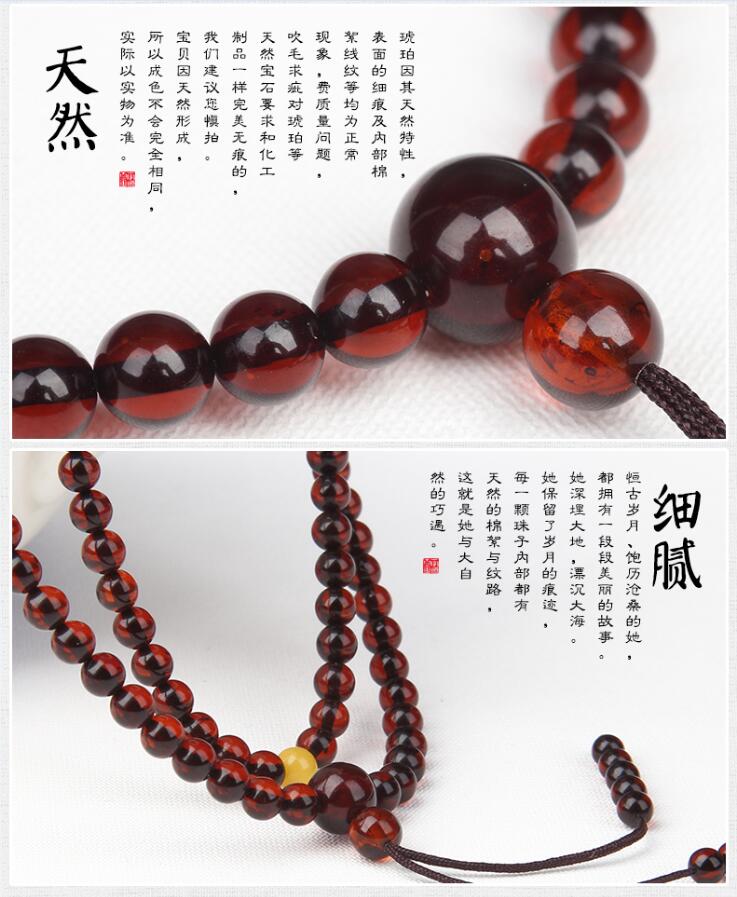 天然
琥珀因其天然特性，
表面的细痕及内部棉
絮线纹等均为正常
现象，费质量问题，
吹毛求疵对琥珀等
天然宝石要求和化工
制品一样完美无痕的，
我们建议您惧拍。
宝贝因天然形成，
所以成色不会完全相同，
实际以实物为准。
细腻
恒古岁月、饱历沧桑的她，
都拥有一段段美丽的故事。
她深埋大地，漂沉大海。
她保留了岁月的痕迹，
每一颗珠子内部都有
天然的棉絮与纹路，
这就是她与大自
然的巧遇。